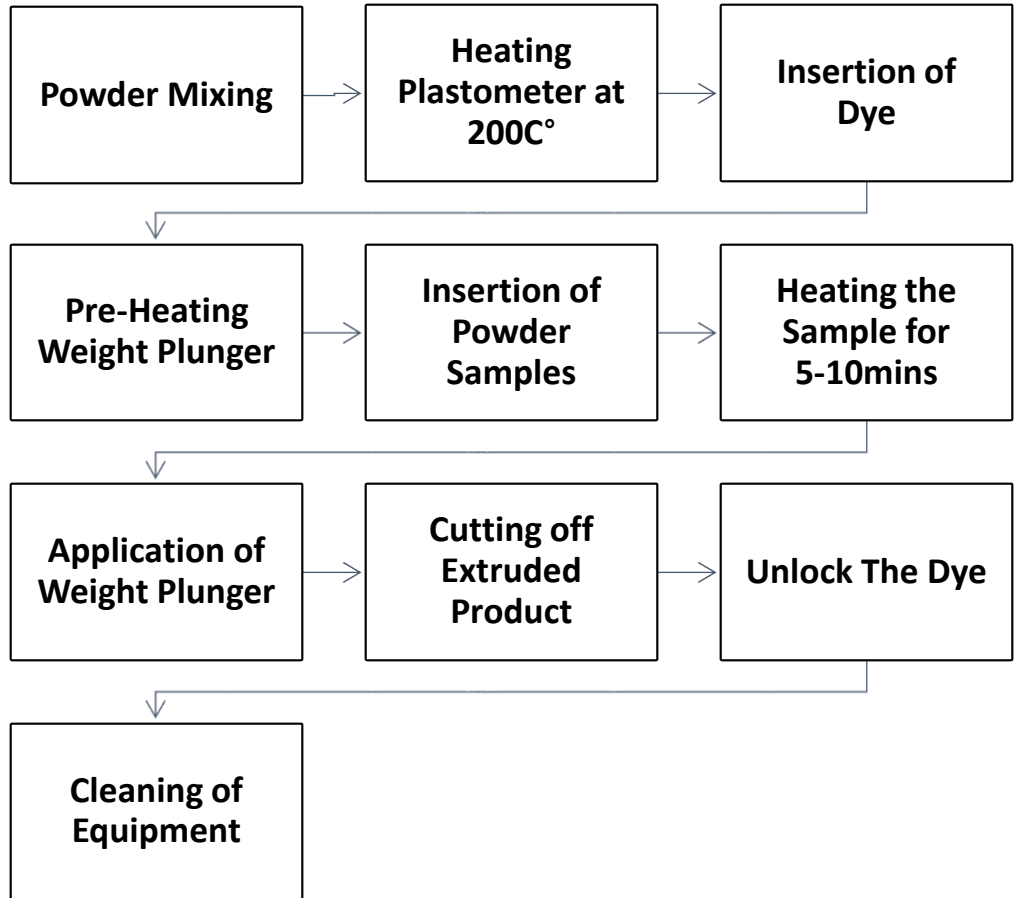 Powder Mixing
Heating
Plastometer at
200C°
Insertion of
Dye
Pre-Heating
Weight Plunger
Insertion of
Powder
Samples
Heating the
Sample for
5-10mins
Application of
Weight Plunger
Cutting off
Extruded
Product
Unlock The Dye
Cleaning of
Equipment